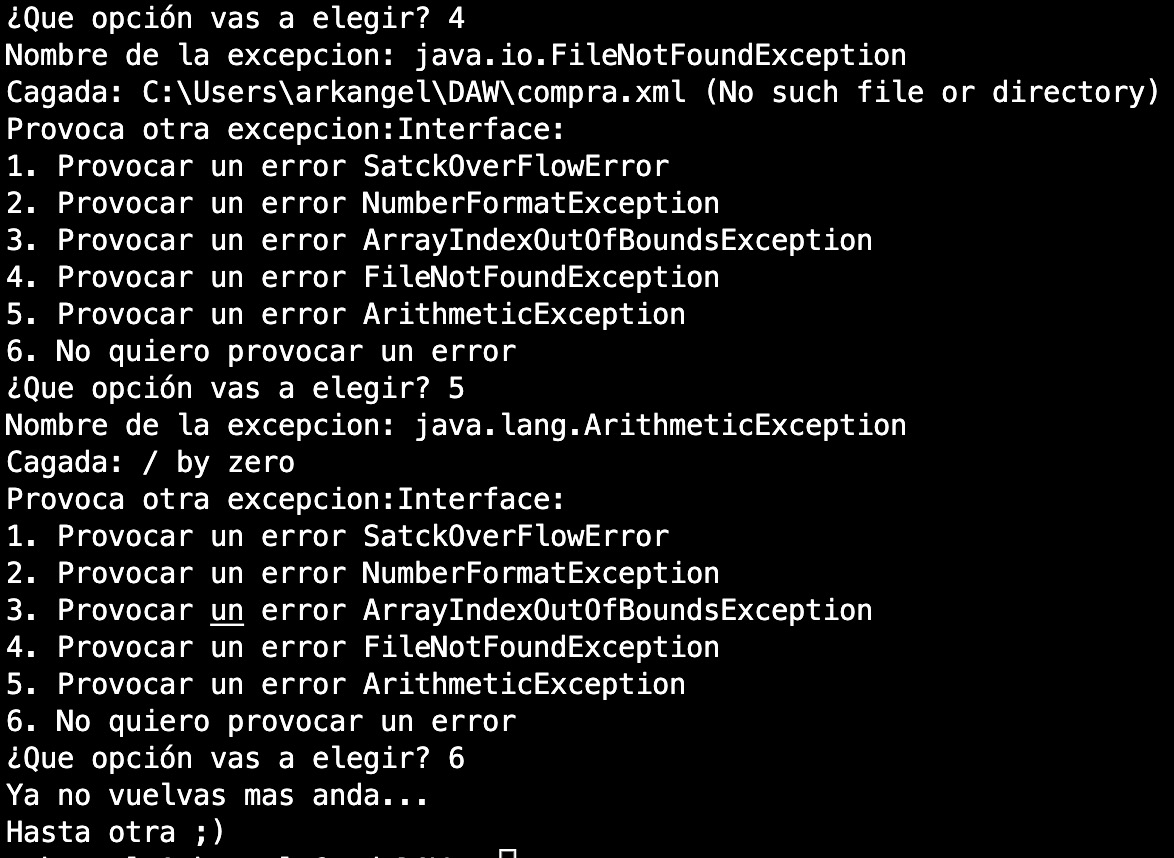 ¿Que opción vas a elegir? 4
Nombre de la excepcion: java.io.FileNotFoundException
Cagada: C:\Users\arkangel\DAW\compra.xml (No such file or directory)
Provoca otra excepcion:Interface:
1. Provocar un error SatckOverFlowError
2. Provocar un error NumberFormatException
3. Provocar un error ArrayIndexOutOfBoundsException
4. Provocar un error FileNotFoundException
5. Provocar un error ArithmeticException
6. No quiero provocar un error
¿Que opción vas a elegir? 5
Nombre de la excepcion: java.lang.ArithmeticException
Cagada: / by zero
Provoca otra excepcion:Interface:
1. Provocar un error SatckOverFlowError
2. Provocar un error NumberFormatException
3. Provocar un error ArrayIndexOutOfBoundsException
4. Provocar un error FileNotFoundException
5. Provocar un error ArithmeticException
6. No quiero provocar un error
¿Que opción vas a elegir? 6
Ya no vuelvas mas anda...
Hasta otra ;)